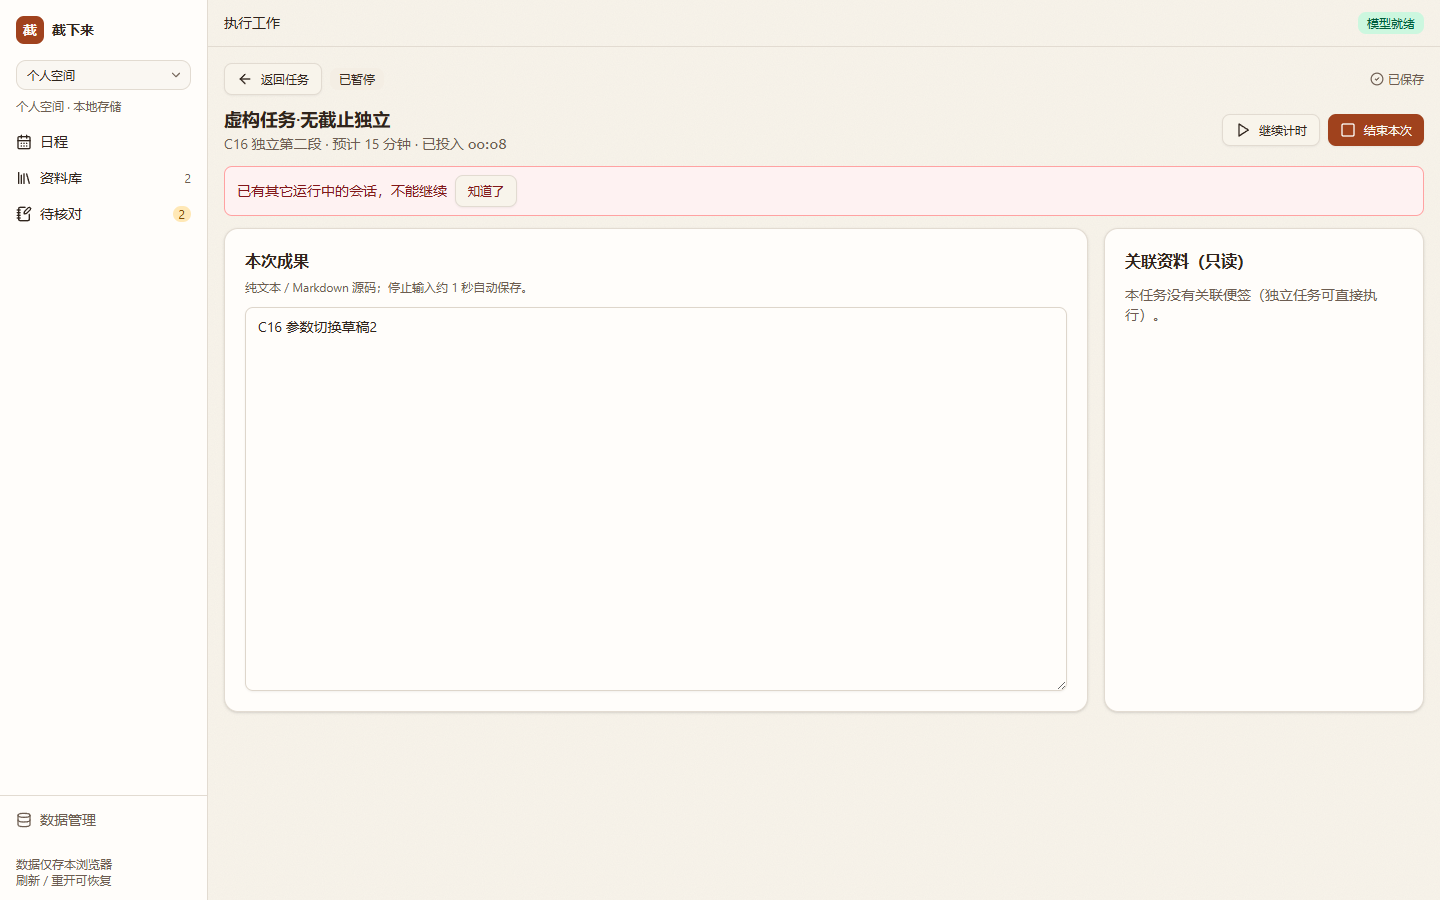 截 截下来
个人空间
个人空间 · 本地存储
日程
资料库 2
待核对 2
数据管理
数据仅存本浏览器
刷新 / 重开可恢复
执行工作
模型就绪
返回任务
已暂停
已保存
虚构任务·无截止独立
C16 独立第二段 · 预计 15 分钟 · 已投入 00:08
继续计时
结束本次
已有其它运行中的会话，不能继续
知道了
本次成果
纯文本 / Markdown 源码；停止输入约 1 秒自动保存。
C16 参数切换草稿2
关联资料（只读）
本任务没有关联便签（独立任务可直接执
行）。